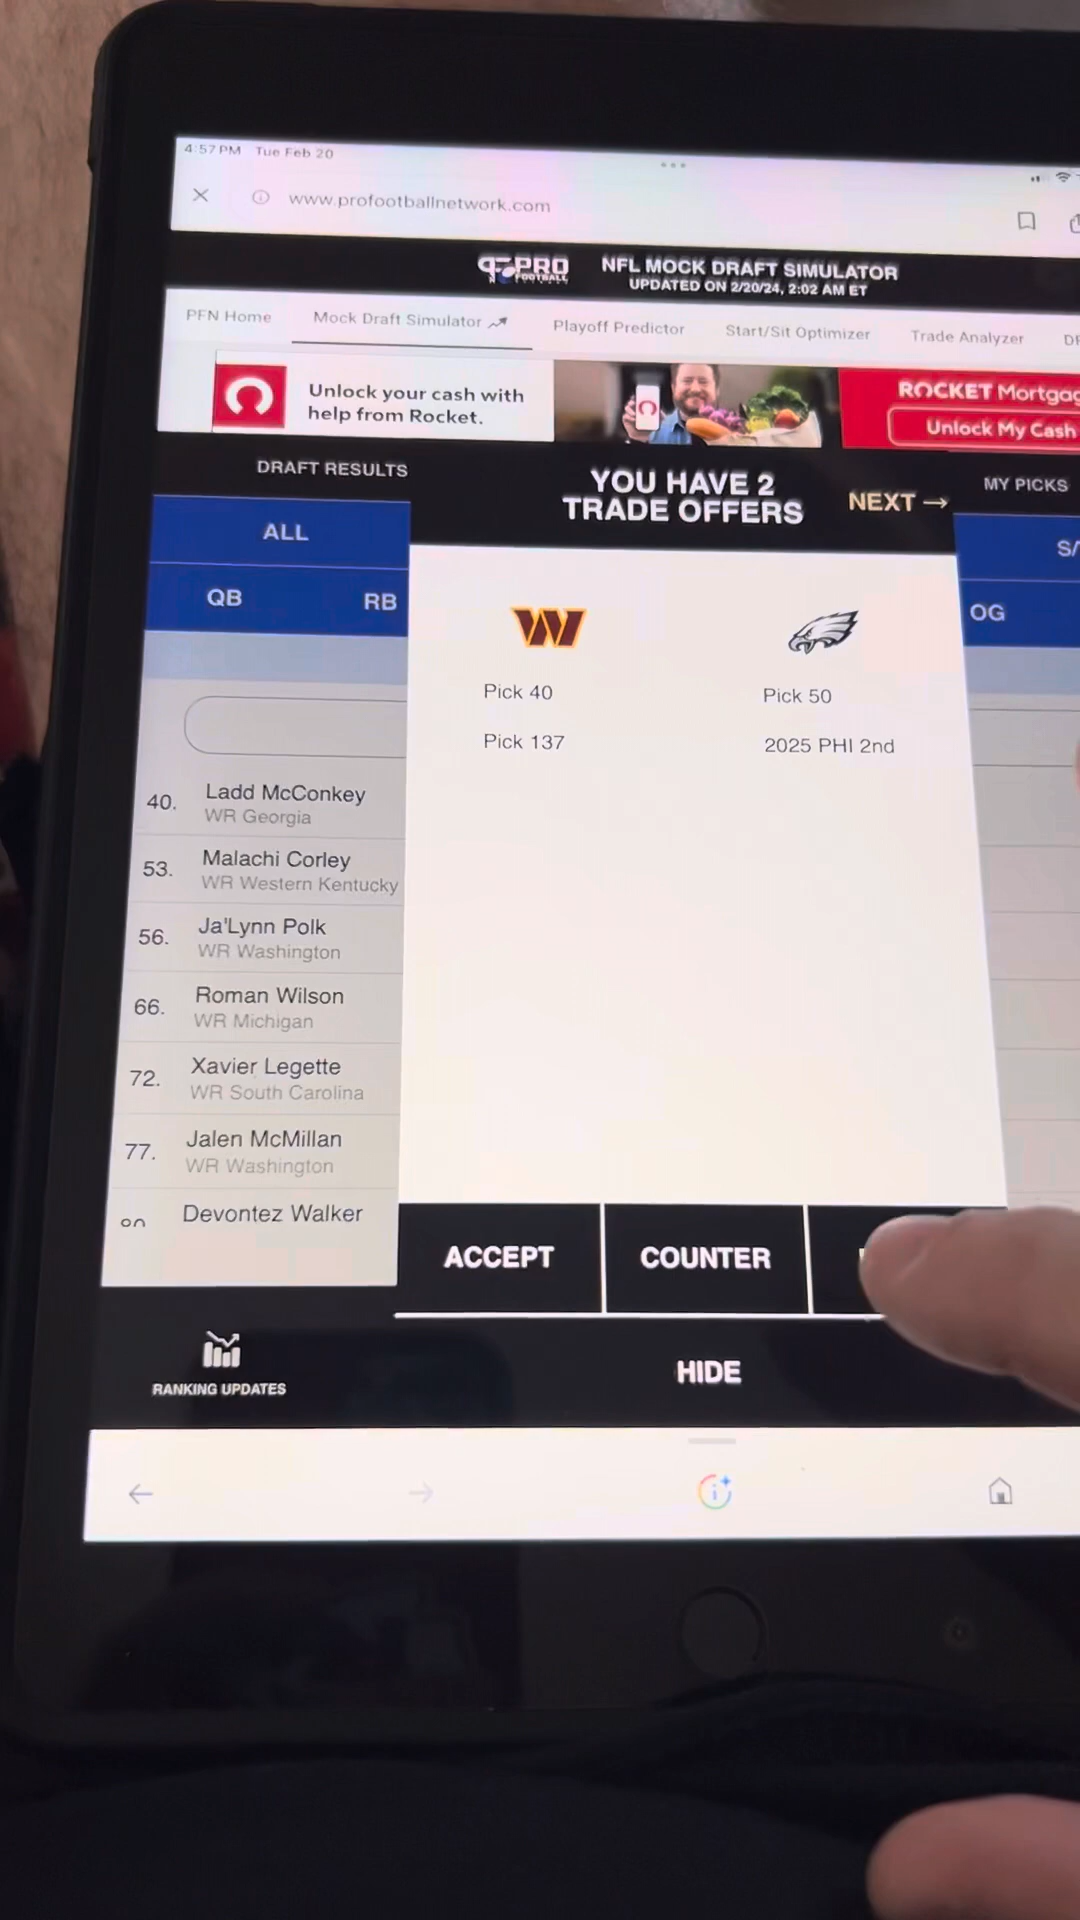 4:57 PM Tue Feb 20
www.profootballnetwork.com
PRO
FOOTBALL
NFL MOCK DRAFT SIMULATOR
UPDATED ON 2/20/24, 2:02 AM ET
PFN Home
Mock Draft Simulator
Playoff Predictor
Start/Sit Optimizer
Trade Analyzer
Unlock your cash with
help from Rocket.
ROCKET Mortgag
Unlock My Cash
DRAFT RESULTS
YOU HAVE 2
TRADE OFFERS
NEXT →
MY PICKS
ALL
S/
QB
RB
OG
W
Pick 40
Pick 137
Pick 50
2025 PHI 2nd
40. Ladd McConkey
WR Georgia
53. Malachi Corley
WR Western Kentucky
56. Ja'Lynn Polk
WR Washington
66. Roman Wilson
WR Michigan
72. Xavier Legette
WR South Carolina
77. Jalen McMillan
WR Washington
Devontez Walker
ACCEPT
COUNTER
RANKING UPDATES
HIDE